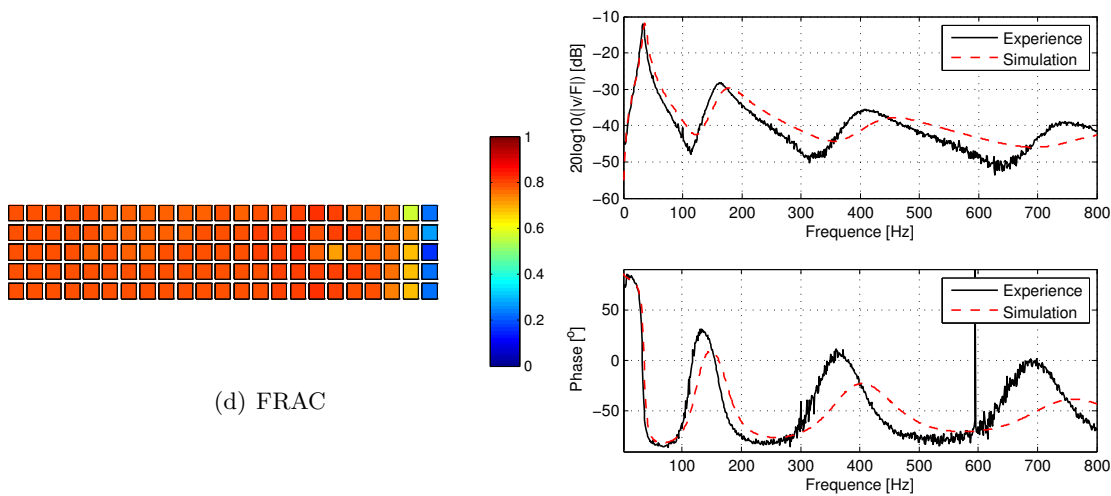 1
0.8
0.6
0.4
0.2
0
(d) FRAC
−10
−20
−30
−40
−50
−60
20log10(|v/F|) [dB]
0 100 200 300 400 500 600 700 800
Frequence [Hz]
Experience
Simulation
50
0
−50
Phase [°]
100 200 300 400 500 600 700 800
Frequence [Hz]
Experience
Simulation